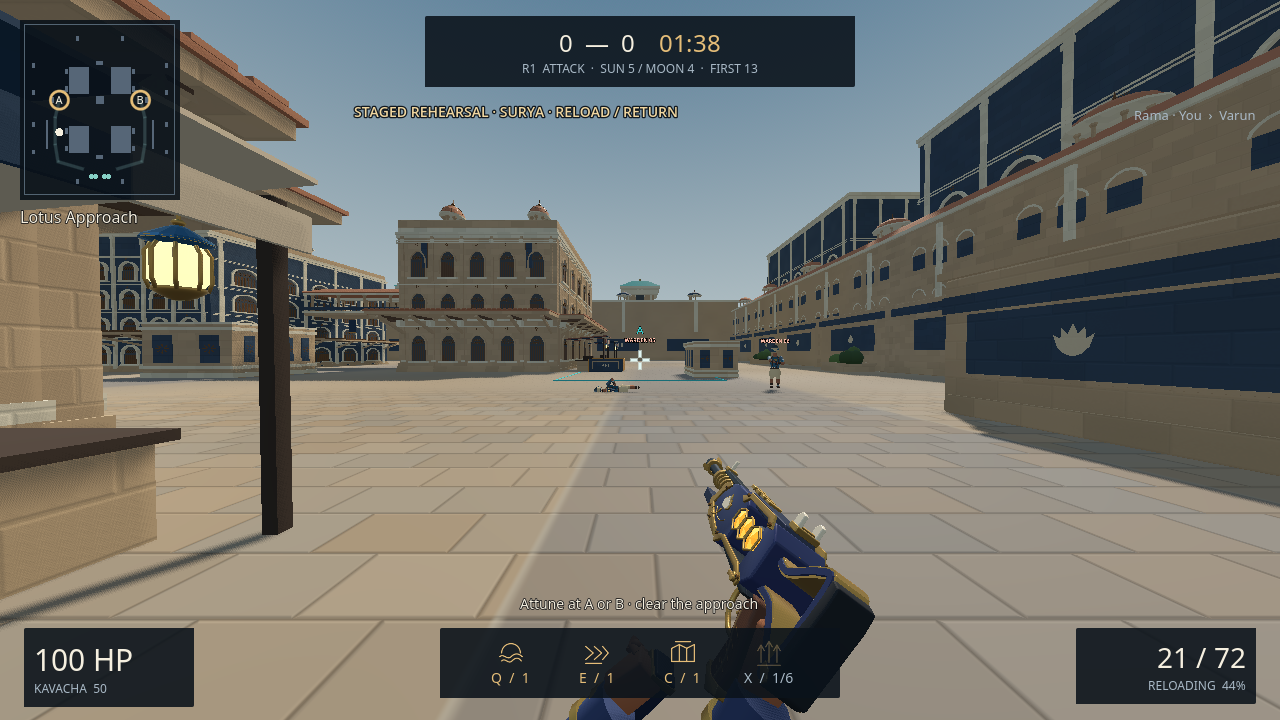 0 — 0 01:38
R1 ATTACK · SUN 5 / MOON 4 · FIRST 13
STAGED REHEARSAL · SURYA · RELOAD / RETURN
Rama · You › Varun
A
B
Lotus Approach
A
Attune at A or B · clear the approach
100 HP
KAVACHA 50
Q / 1
E / 1
C / 1
X / 1/6
21 / 72
RELOADING 44%